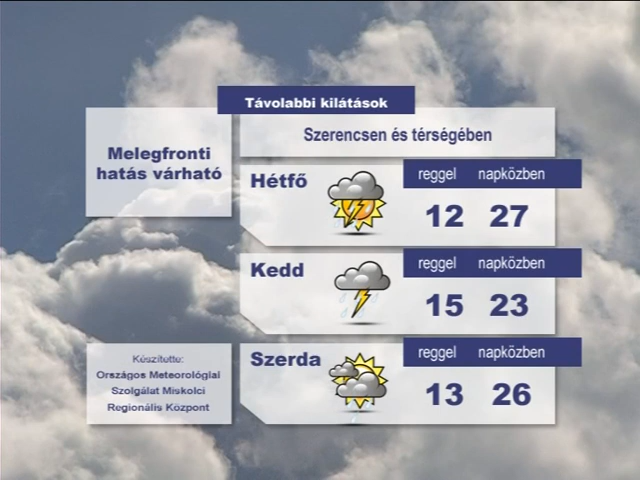 Távolabbi kilátások
Melegfronti
hatás várható
Szerencsen és térségében
Hétfő
reggel napközben
12 27
Kedd
reggel napközben
15 23
Szerda
reggel napközben
13 26
Készítette:
Országos Meteorológiai
Szolgálat Miskolci
Regionális Központ